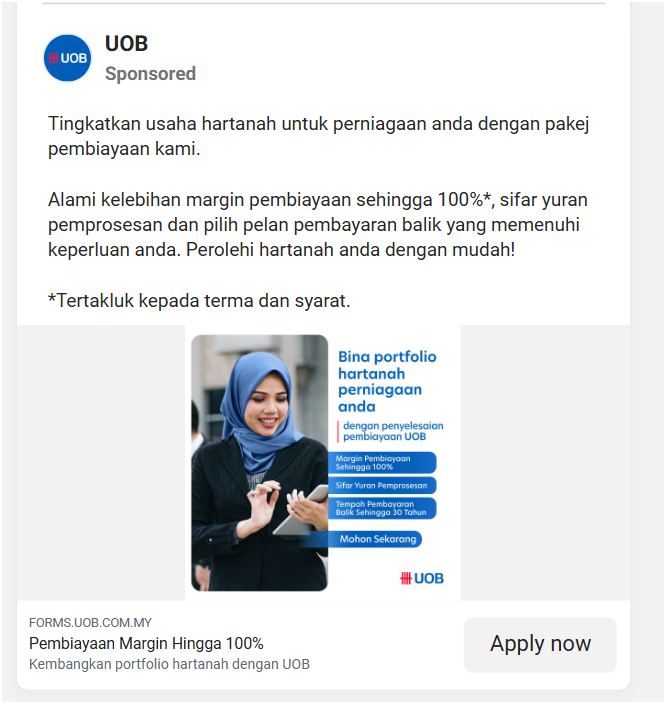 UOB
UOB
Sponsored
Tingkatkan usaha hartanah untuk perniagaan anda dengan pakej
pembiayaan kami.
Alami kelebihan margin pembiayaan sehingga 100%*, sifar yuran
pemprosesan dan pilih pelan pembayaran balik yang memenuhi
keperluan anda. Perolehi hartanah anda dengan mudah!
*Tertakluk kepada terma dan syarat.
Bina portfolio
hartanah
perniagaan
anda
dengan penyelesaian
pembiayaan UOB
Margin Pembiayaan
Sehingga 100%
Sifar Yuran Pemprosesan
Tempoh Pembayaran
Balik Sehingga 30 Tahun
Mohon Sekarang
UOB
FORMS.UOB.COM.MY
Pembiayaan Margin Hingga 100%
Kembangkan portfolio hartanah dengan UOB
Apply now